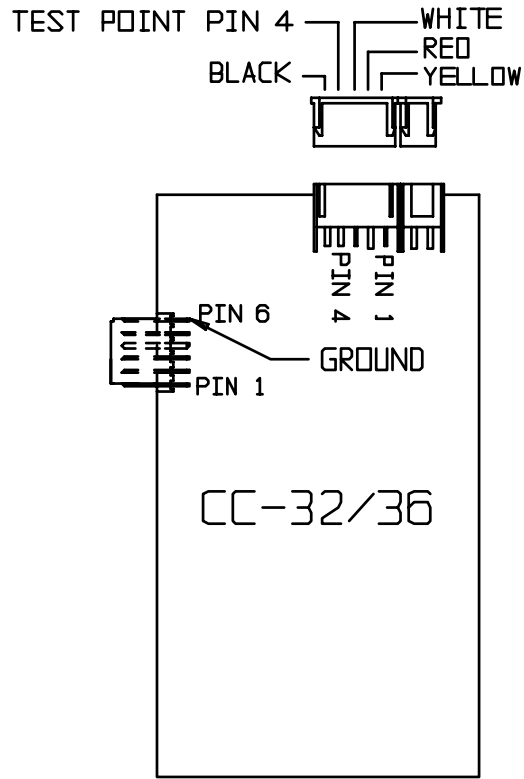 TEST POINT PIN 4
WHITE
RED
BLACK
YELLOW
PIN 4
PIN 1
PIN 6
GROUND
PIN 1
CC-32/36